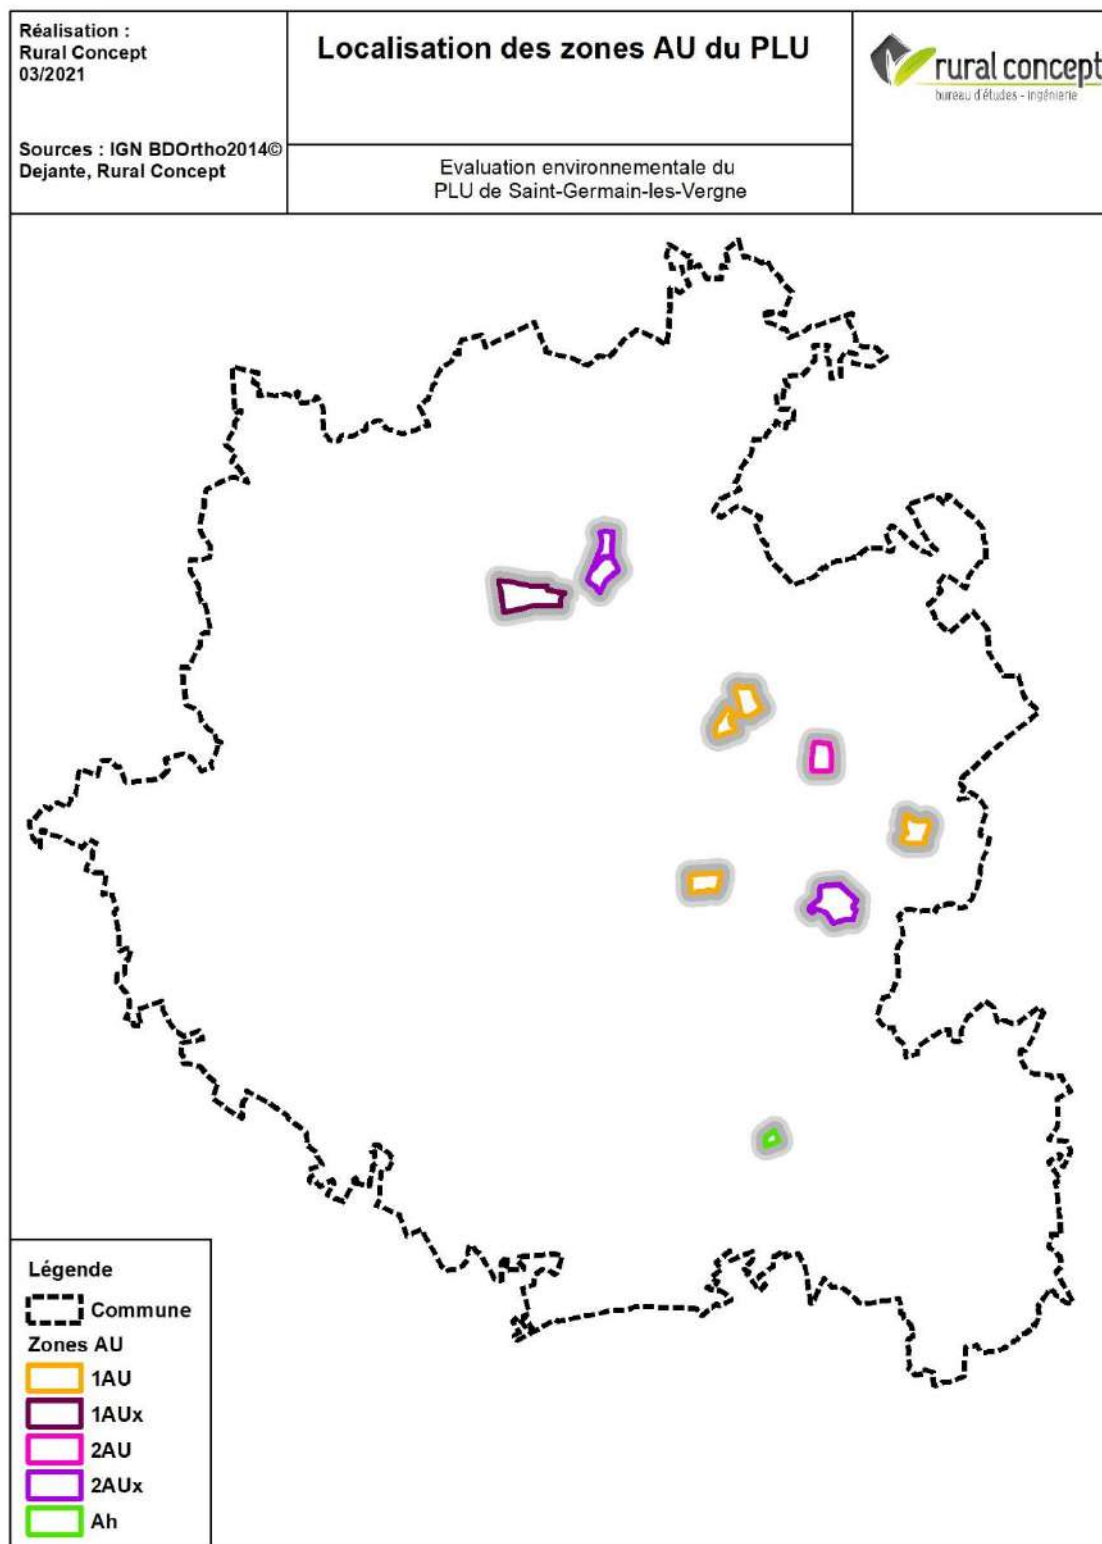 Réalisation :
Rural Concept
03/2021
Sources : IGN BDOrtho2014©
Dejante, Rural Concept
Localisation des zones AU du PLU
Evaluation environnementale du
PLU de Saint-Germain-les-Vergne
rural concept
bureau d'études - ingénierie
Légende
Commune
Zones AU
1AU
1AUx
2AU
2AUx
Ah